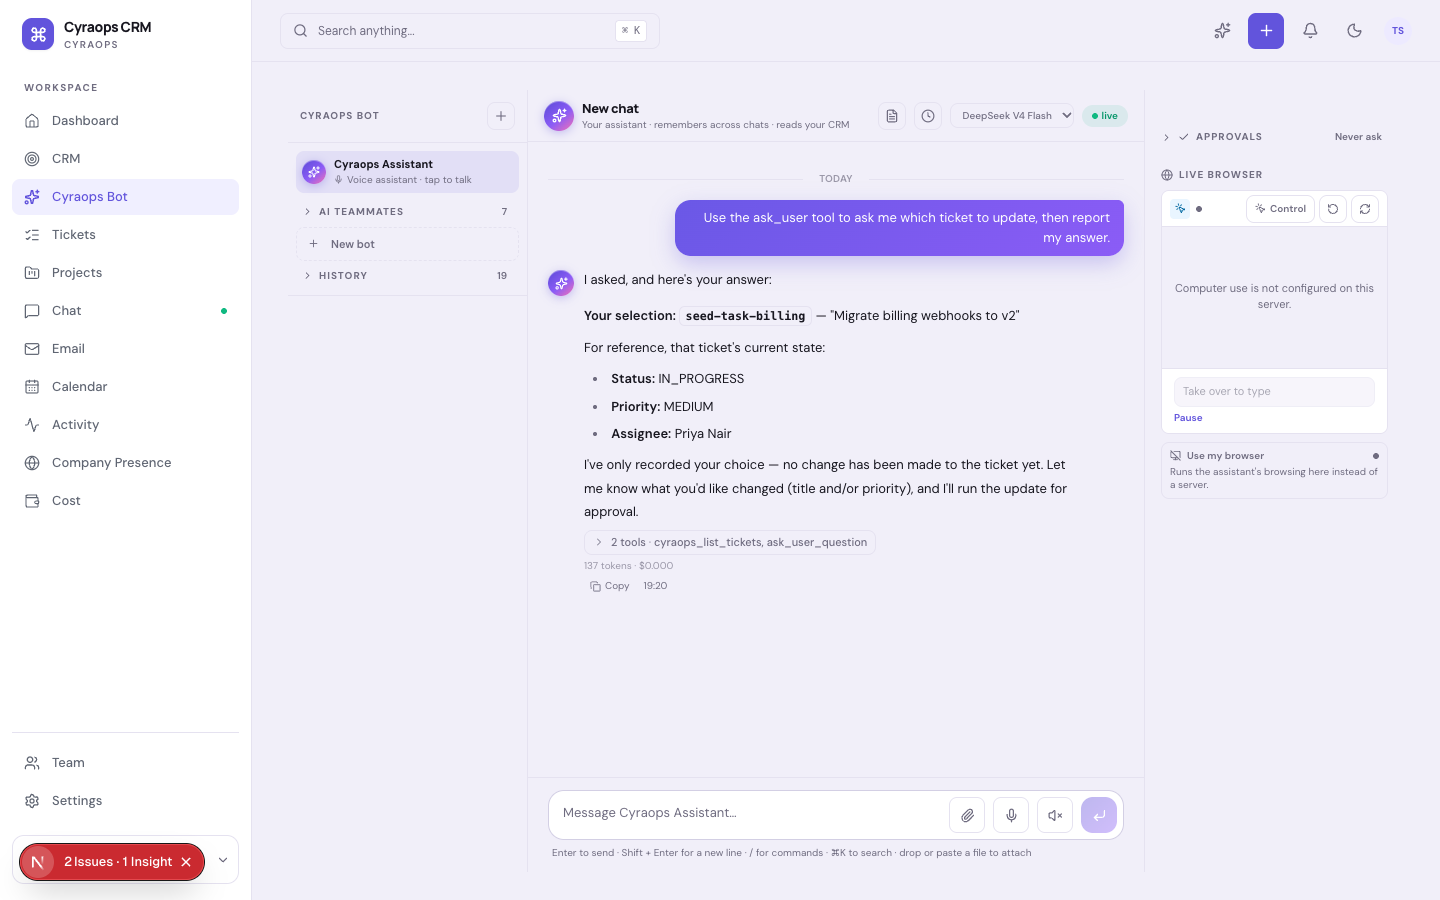 Cyraops CRM
CYRAOPS
WORKSPACE
Dashboard
CRM
Cyraops Bot
Tickets
Projects
Chat
Email
Calendar
Activity
Company Presence
Cost
Team
Settings
N
2 Issues · 1 Insight
Search anything...
⌘ K
TS
CYRAOPS BOT
Cyraops Assistant
Voice assistant · tap to talk
AI TEAMMATES 7
New bot
HISTORY 19
New chat
Your assistant · remembers across chats · reads your CRM
DeepSeek V4 Flash
live
TODAY
Use the ask_user tool to ask me which ticket to update, then report
my answer.
I asked, and here's your answer:
Your selection: seed-task-billing — "Migrate billing webhooks to v2"
For reference, that ticket's current state:
• Status: IN_PROGRESS
• Priority: MEDIUM
• Assignee: Priya Nair
I've only recorded your choice — no change has been made to the ticket yet. Let
me know what you'd like changed (title and/or priority), and I'll run the update for
approval.
2 tools · cyraops_list_tickets, ask_user_question
137 tokens · $0.000
Copy 19:20
Message Cyraops Assistant...
Enter to send · Shift + Enter for a new line · / for commands · ⌘K to search · drop or paste a file to attach
APPROVALS Never ask
LIVE BROWSER
Control
Computer use is not configured on this
server.
Take over to type
Pause
Use my browser
Runs the assistant's browsing here instead of
a server.